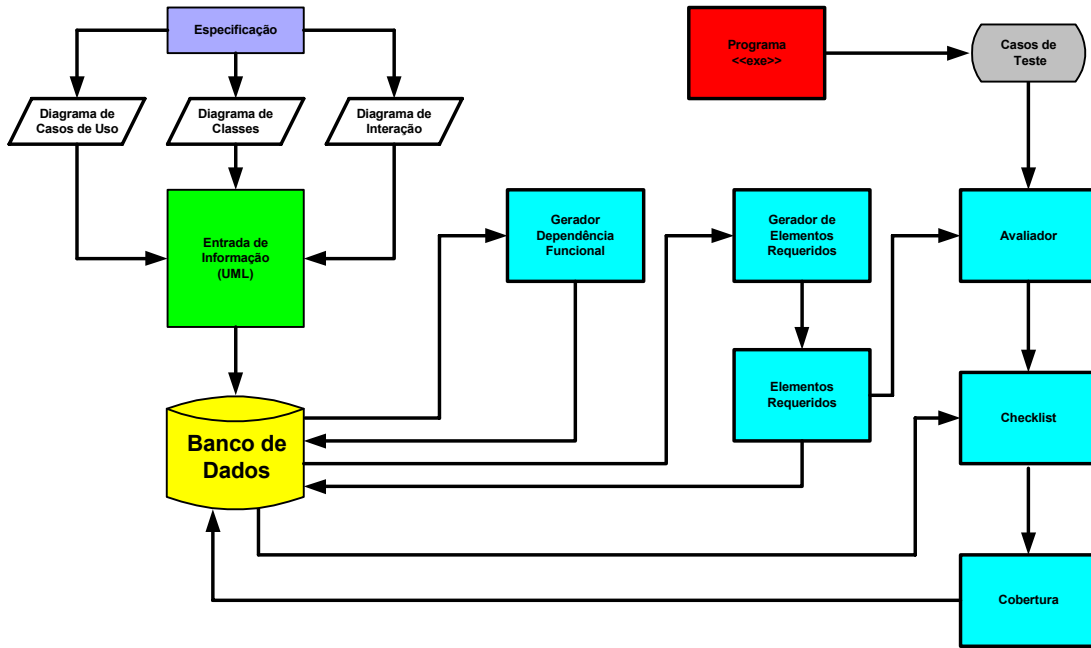 Especificação
Programa
<<exe>>
Casos de
Teste
Diagrama de
Casos de Uso
Diagrama de
Classes
Diagrama de
Interação
Entrada de
Informação
(UML)
Gerador
Dependência
Funcional
Gerador de
Elementos
Requeridos
Avaliador
Elementos
Requeridos
Checklist
Banco de
Dados
Cobertura